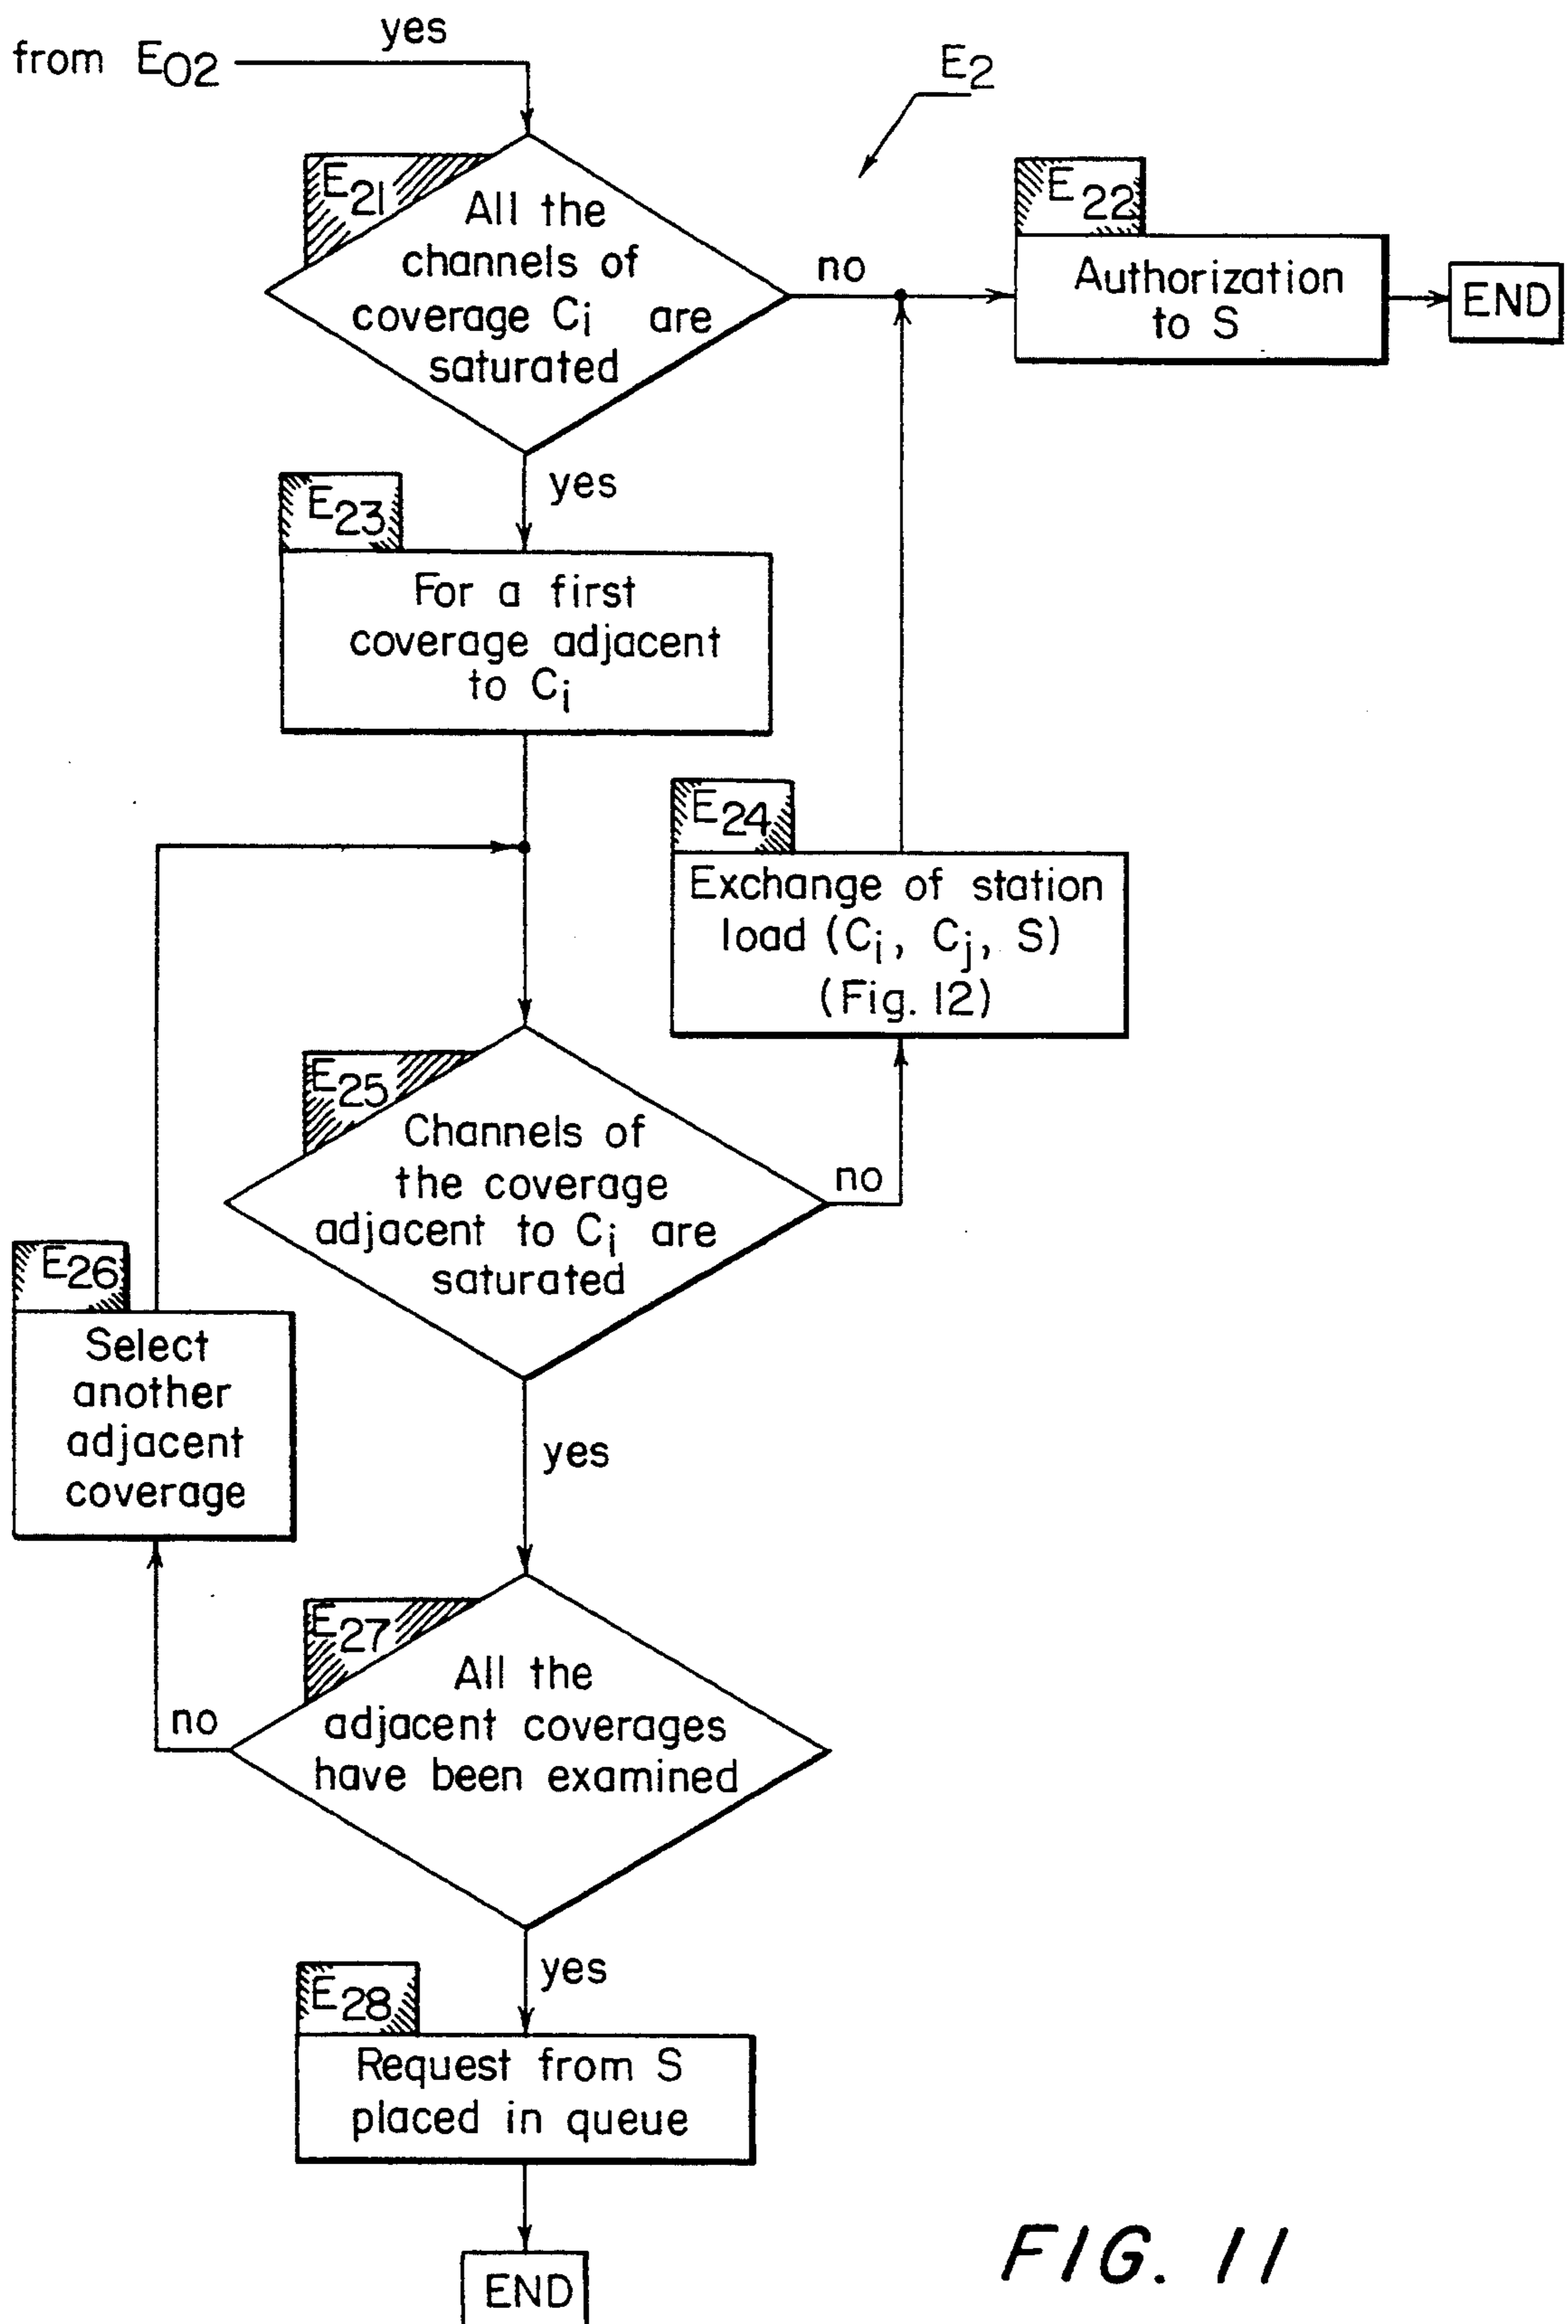 yes
from E02
E2
E21
All the
channels of
coverage Ci are
saturated
no
E22
Authorization
to S
END
yes
E23
For a first
coverage adjacent
to Ci
E24
Exchange of station
load (Ci, Cj, S)
(Fig. 12)
E25
Channels of
the coverage
adjacent to Ci are
saturated
no
E26
Select
another
adjacent
coverage
yes
E27
All the
adjacent coverages
have been examined
no
yes
E28
Request from S
placed in queue
END
FIG. 11